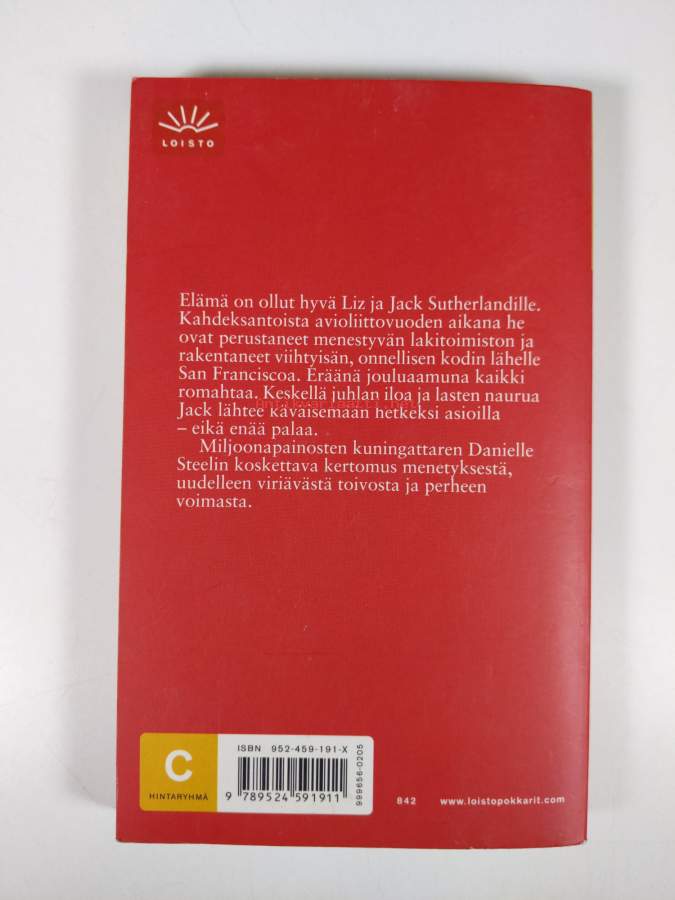 LOISTO
Elämä on ollut hyvä Liz ja Jack Sutherlandille.
Kahdeksantoista avioliittovuoden aikana he
ovat perustaneet menestyvän lakitoimiston ja
rakentaneet viihtyisän, onnellisen kodin lähelle
San Franciscoa. Eräänä jouluaamuna kaikki
romahtaa. Keskellä juhlan iloa ja lasten naurua
Jack lähtee käväisemään hetkeksi asioilla
– eikä enää palaa.
Miljoonapainosten kuningattaren Danielle
Steelin koskettava kertomus menetyksestä,
uudelleen viriävästä toivosta ja perheen
voimasta.
C
HINTARYHMÄ
ISBN 952-459-191-X
9 789524 591911
999656-0205
842 www.loistopokkarit.com